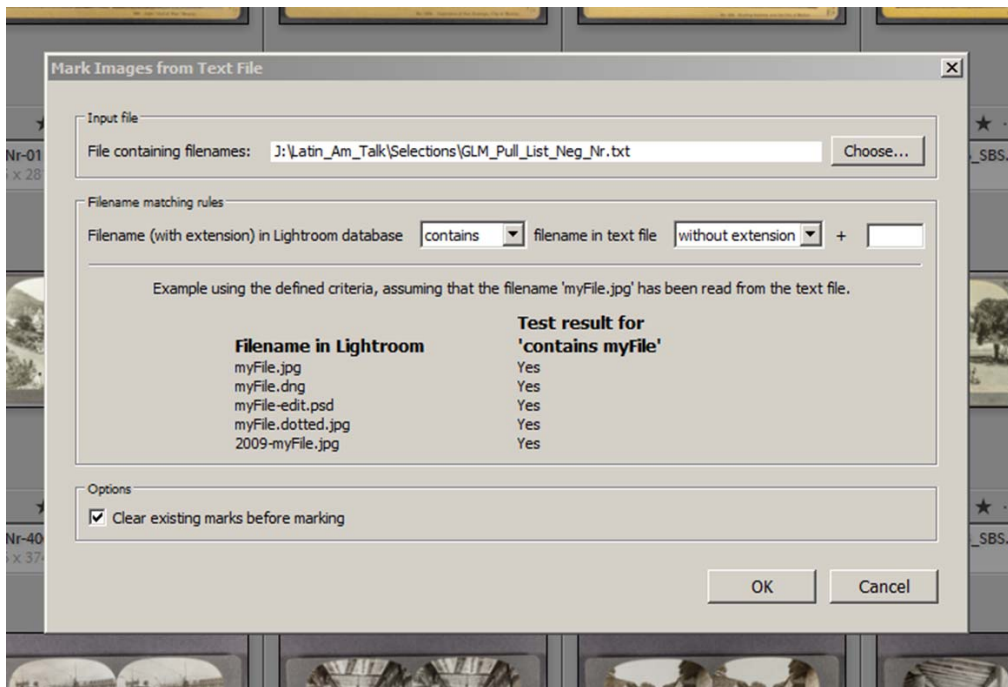 Mark Images from Text File
Input file
File containing filenames: J:\Latin_Am_Talk\Selections\GLM_Pull_List_Neg_Nr.txt Choose...
Nr-01
_SBS.
x 28
Filename matching rules
Filename (with extension) in Lightroom database contains filename in text file without extension +
Example using the defined criteria, assuming that the filename 'myFile.jpg' has been read from the text file.
Test result for
Filename in Lightroom 'contains myFile'
myFile.jpg Yes
myFile.dng Yes
myFile-edit.psd Yes
myFile.dotted.jpg Yes
2009-myFile.jpg Yes
Options
Clear existing marks before marking
Nr-40
_SBS.
x 37
OK Cancel